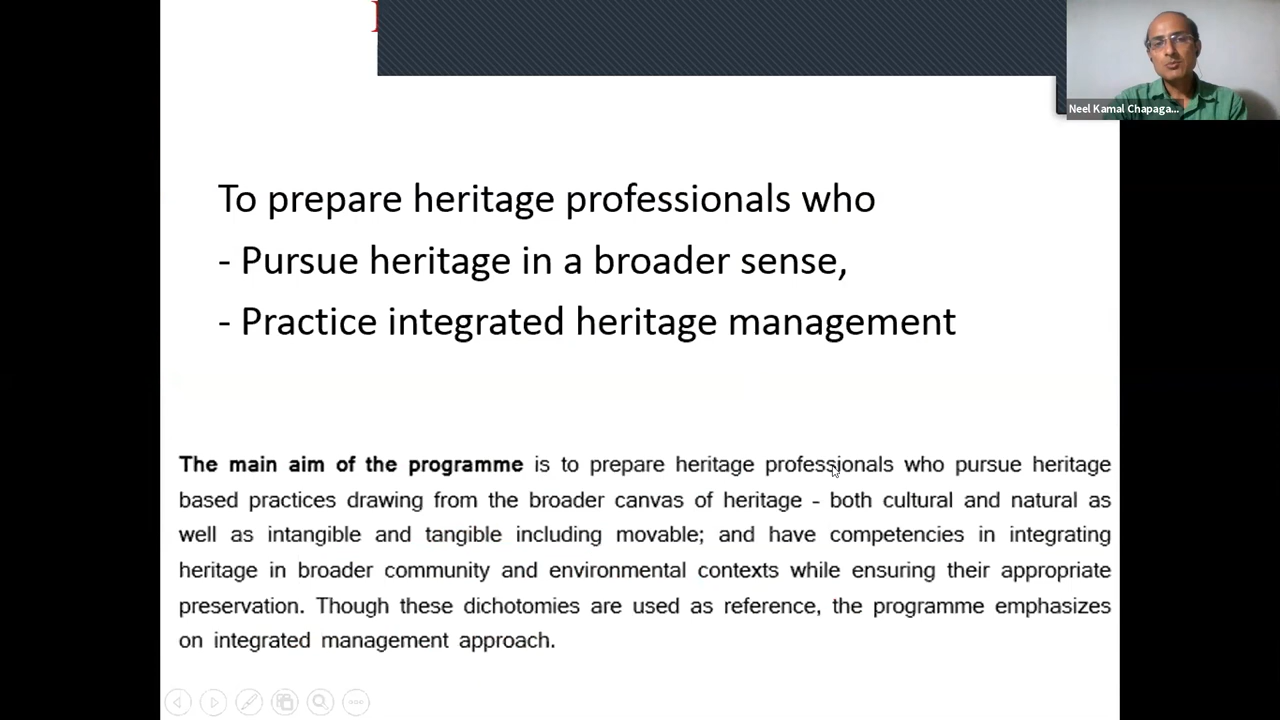 Neel Kamal Chapaga...
To prepare heritage professionals who
- Pursue heritage in a broader sense,
- Practice integrated heritage management
The main aim of the programme is to prepare heritage professionals who pursue heritage
based practices drawing from the broader canvas of heritage - both cultural and natural as
well as intangible and tangible including movable; and have competencies in integrating
heritage in broader community and environmental contexts while ensuring their appropriate
preservation. Though these dichotomies are used as reference, the programme emphasizes
on integrated management approach.